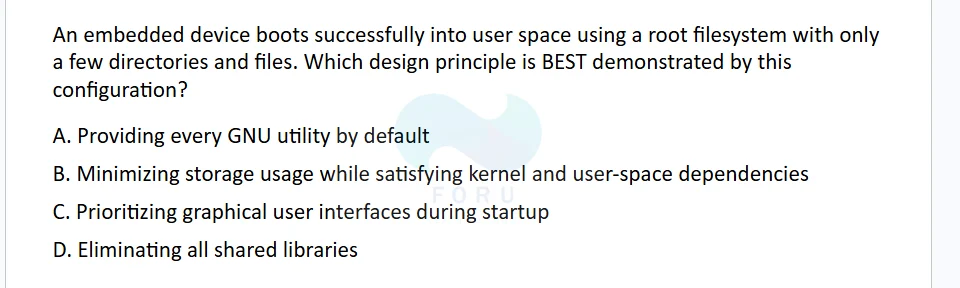 An embedded device boots successfully into user space using a root filesystem with only
a few directories and files. Which design principle is BEST demonstrated by this
configuration?
A. Providing every GNU utility by default
B. Minimizing storage usage while satisfying kernel and user-space dependencies
FORU
C. Prioritizing graphical user interfaces during startup
D. Eliminating all shared libraries